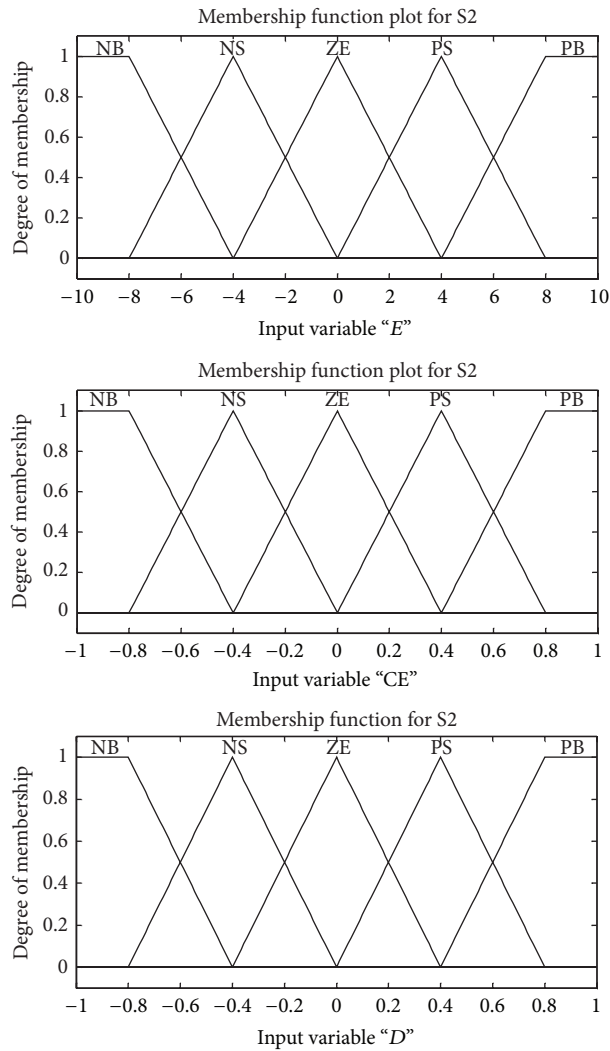 Membership function plot for S2
NB NS ZE PS PB
1
0.8
0.6
0.4
0.2
0
Degree of membership
−10 −8 −6 −4 −2 0 2 4 6 8 10
Input variable “E”
Membership function plot for S2
NB NS ZE PS PB
1
0.8
0.6
0.4
0.2
0
Degree of membership
−1 −0.8 −0.6 −0.4 −0.2 0 0.2 0.4 0.6 0.8 1
Input variable “CE”
Membership function for S2
NB NS ZE PS PB
1
0.8
0.6
0.4
0.2
0
Degree of membership
−1 −0.8 −0.6 −0.4 −0.2 0 0.2 0.4 0.6 0.8 1
Input variable “D”